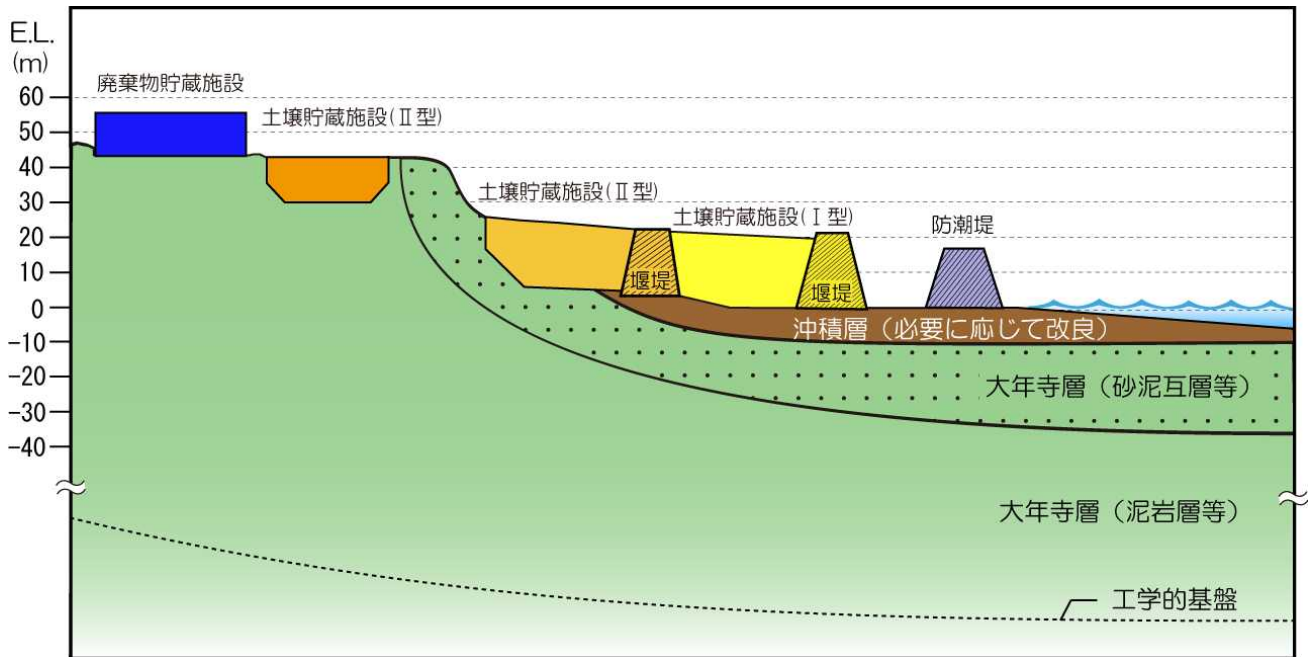 E.L.
(m)
60
50
40
30
20
10
0
-10
-20
-30
-40
廃棄物貯蔵施設
土壌貯蔵施設(Ⅱ型)
土壌貯蔵施設(Ⅱ型)
土壌貯蔵施設(Ⅰ型)
防潮堤
堰堤
堰堤
沖積層（必要に応じて改良）
大年寺層（砂泥互層等）
大年寺層（泥岩層等）
工学的基盤